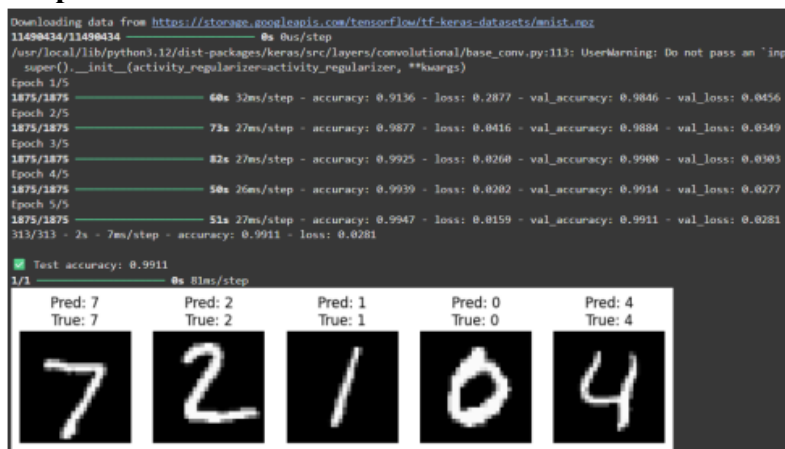 Downloading data from https://storage.googleapis.com/tensorflow/tf-keras-datasets/mnist.npz
11490434/11490434 0s 0us/step
/usr/local/lib/python3.12/dist-packages/keras/src/layers/convolutional/base_conv.py:113: UserWarning: Do not pass an `inp
super().__init__(activity_regularizer=activity_regularizer, **kwargs)
Epoch 1/5
1875/1875 60s 32ms/step - accuracy: 0.9136 - loss: 0.2877 - val_accuracy: 0.9846 - val_loss: 0.0456
Epoch 2/5
1875/1875 73s 27ms/step - accuracy: 0.9877 - loss: 0.0416 - val_accuracy: 0.9884 - val_loss: 0.0349
Epoch 3/5
1875/1875 82s 27ms/step - accuracy: 0.9925 - loss: 0.0260 - val_accuracy: 0.9900 - val_loss: 0.0303
Epoch 4/5
1875/1875 50s 26ms/step - accuracy: 0.9939 - loss: 0.0202 - val_accuracy: 0.9914 - val_loss: 0.0277
Epoch 5/5
1875/1875 51s 27ms/step - accuracy: 0.9947 - loss: 0.0159 - val_accuracy: 0.9911 - val_loss: 0.0281
313/313 - 2s - 7ms/step - accuracy: 0.9911 - loss: 0.0281
✅ Test accuracy: 0.9911
1/1 0s 81ms/step
Pred: 7 Pred: 2 Pred: 1 Pred: 0 Pred: 4
True: 7 True: 2 True: 1 True: 0 True: 4
7 2 1 0 4